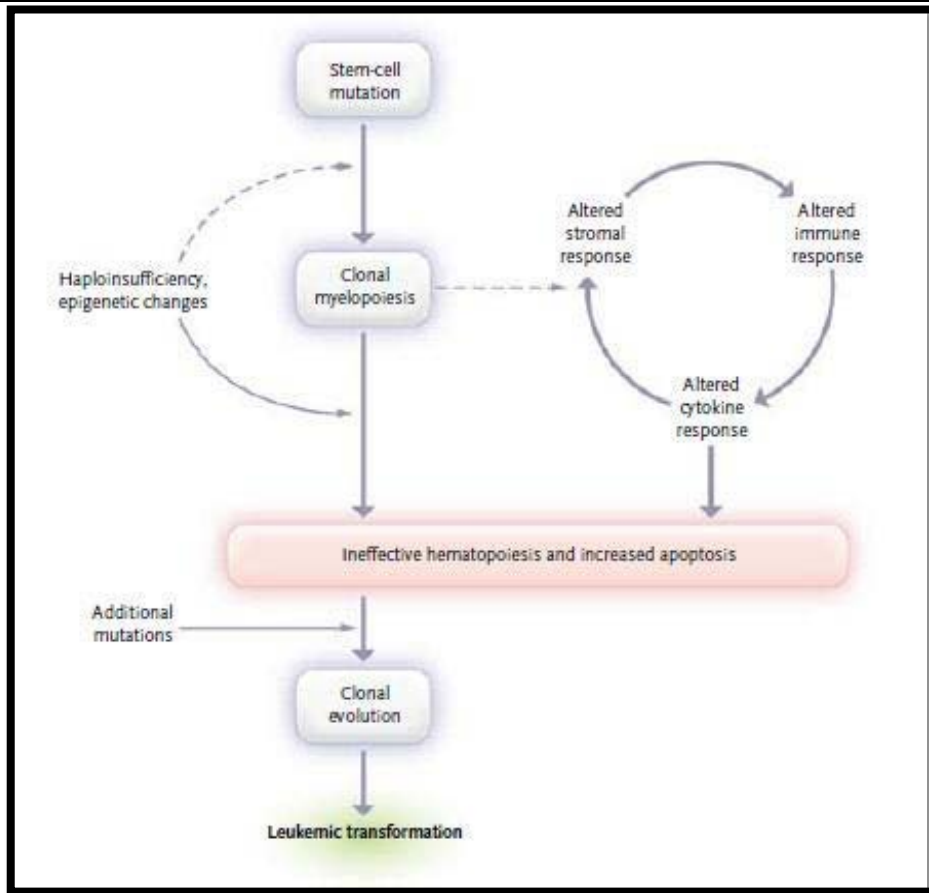 Stem-cell
mutation
Altered
stromal
response
Altered
immune
response
Haploinsufficiency,
epigenetic changes
Clonal
myelopoiesis
Altered
cytokine
response
Ineffective hematopoiesis and increased apoptosis
Additional
mutations
Clonal
evolution
Leukemic transformation